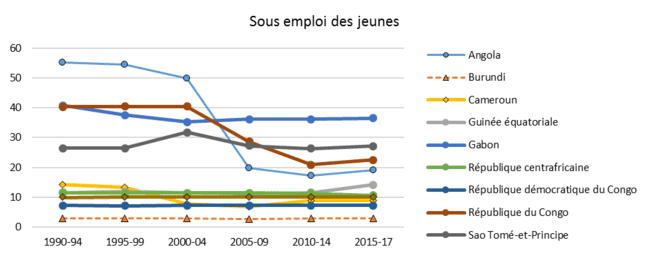 Sous emploi des jeunes
60
50
40
30
20
10
0
1990-94 1995-99 2000-04 2005-09 2010-14 2015-17
Angola
Burundi
Cameroun
Guinée équatoriale
Gabon
République centrafricaine
République démocratique du Congo
République du Congo
Sao Tomé-et-Principe